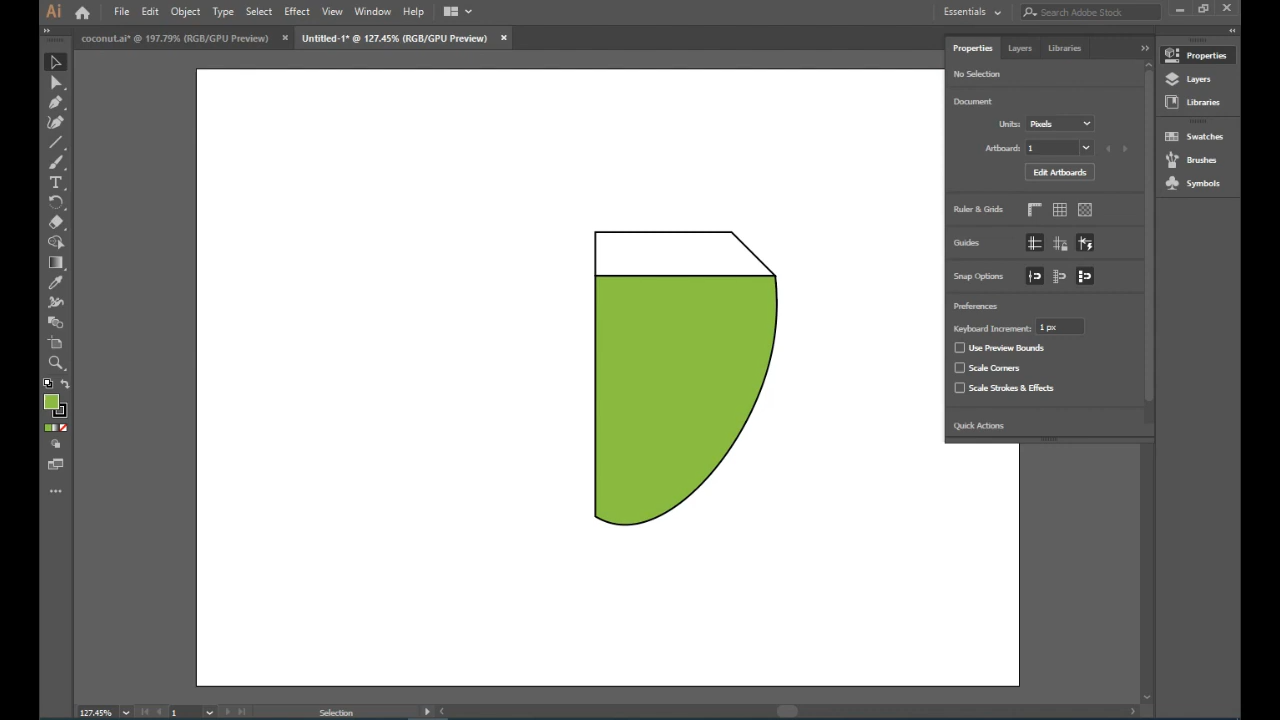 Ai File Edit Object Type Select Effect View Window Help Essentials Search Adobe Stock
coconut.ai* @ 197.79% (RGB/GPU Preview) × Untitled-1* @ 127.45% (RGB/GPU Preview) ×
Properties Layers Libraries
No Selection
Document
Units: Pixels
Artboard: 1
Edit Artboards
Ruler & Grids
Guides
Snap Options
Preferences
Keyboard Increment: 1 px
Use Preview Bounds
Scale Corners
Scale Strokes & Effects
Quick Actions
Properties
Layers
Libraries
Swatches
Brushes
Symbols
127.45% 1 Selection